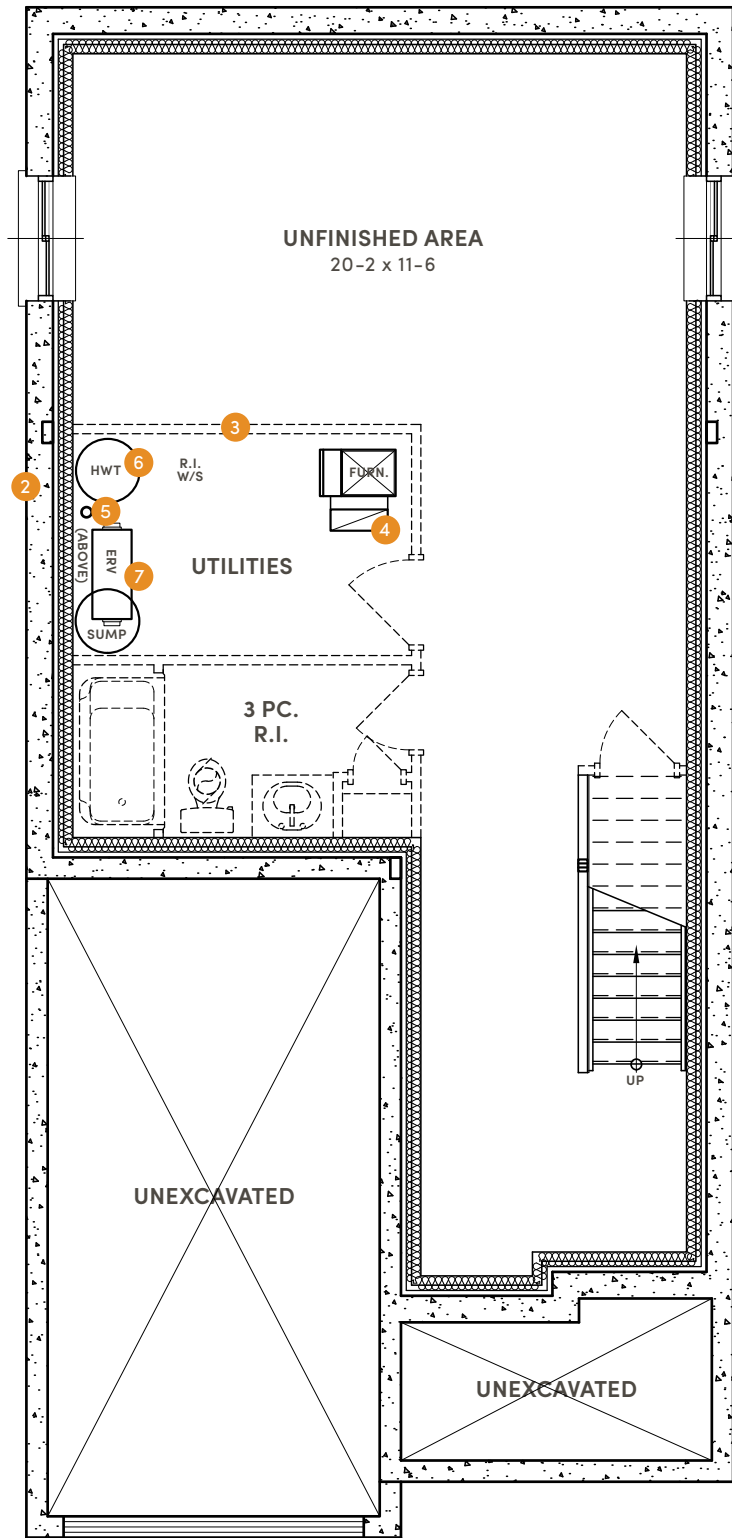 UNFINISHED AREA
20-2 x 11-6
3
2
HWT
6
R.I.
W/S
FURN.
4
5
(ABOVE)
ERV
7
UTILITIES
SUMP
3 PC.
R.I.
UP
UNEXCAVATED
UNEXCAVATED